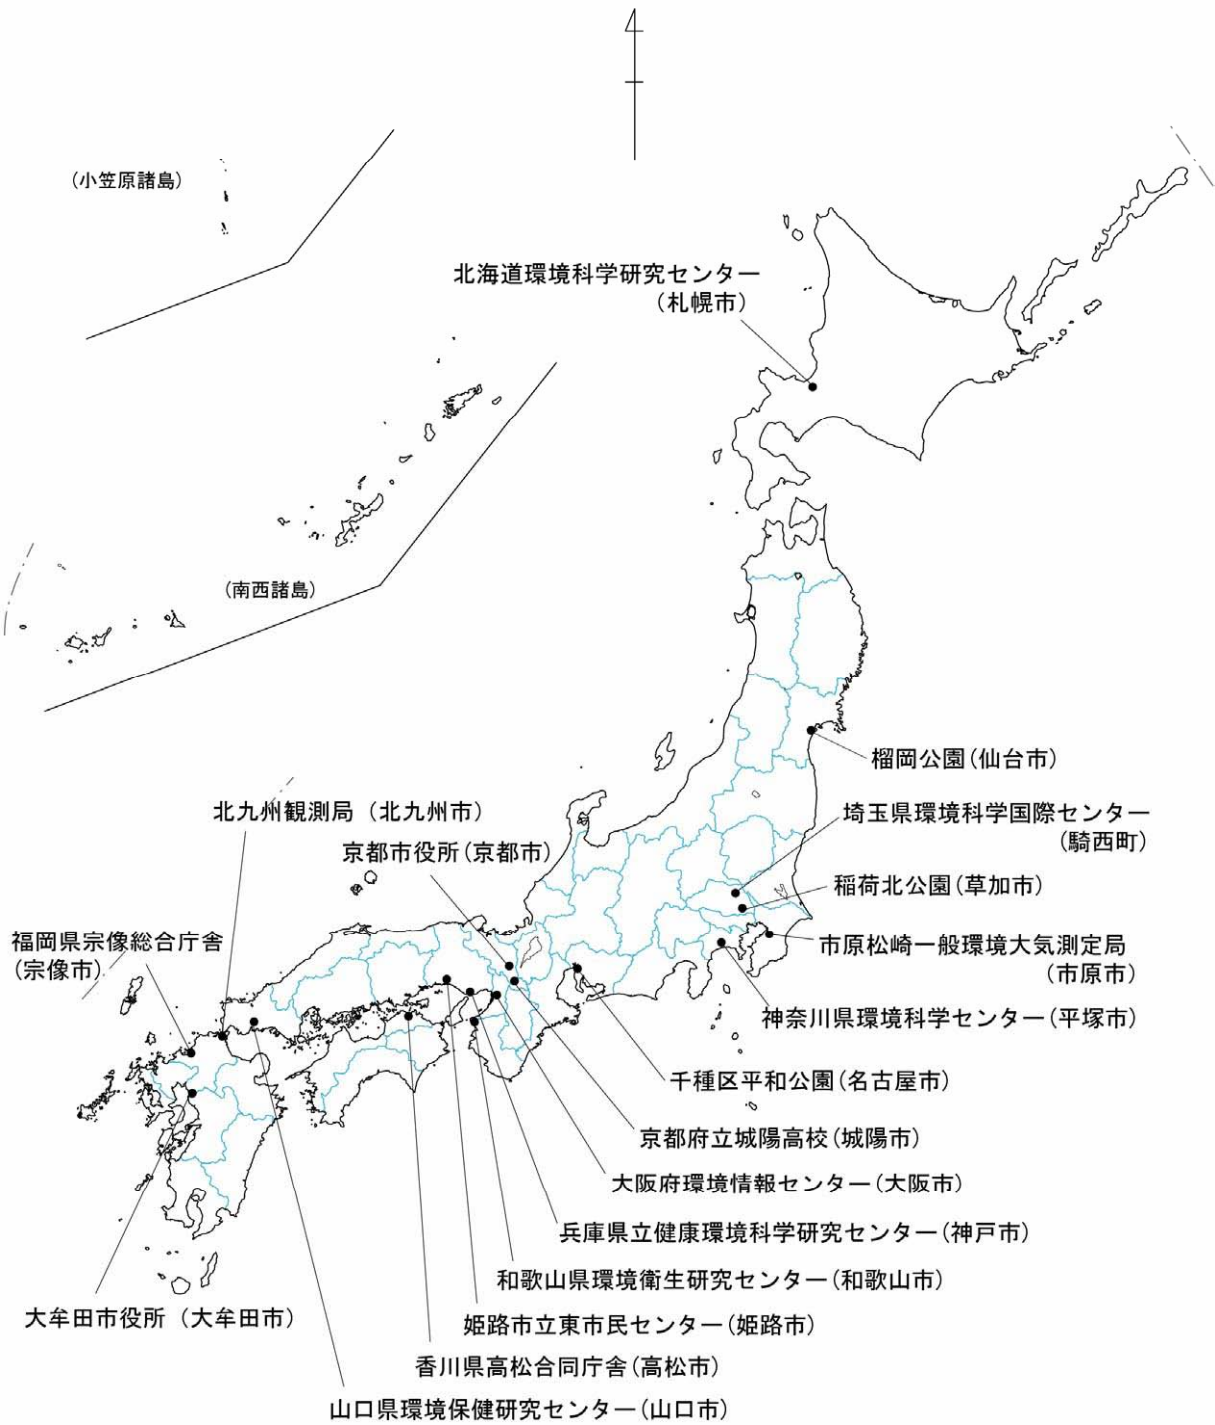 (小笠原諸島)
北海道環境科学研究センター
(札幌市)
(南西諸島)
榴岡公園(仙台市)
北九州観測局 (北九州市)
埼玉県環境科学国際センター
(騎西町)
京都市役所(京都市)
稲荷北公園(草加市)
福岡県宗像総合庁舎
(宗像市)
市原松崎一般環境大気測定局
(市原市)
神奈川県環境科学センター(平塚市)
千種区平和公園(名古屋市)
京都府立城陽高校(城陽市)
大阪府環境情報センター(大阪市)
兵庫県立健康環境科学研究センター(神戸市)
和歌山県環境衛生研究センター(和歌山市)
大牟田市役所 (大牟田市)
姫路市立東市民センター(姫路市)
香川県高松合同庁舎(高松市)
山口県環境保健研究センター(山口市)